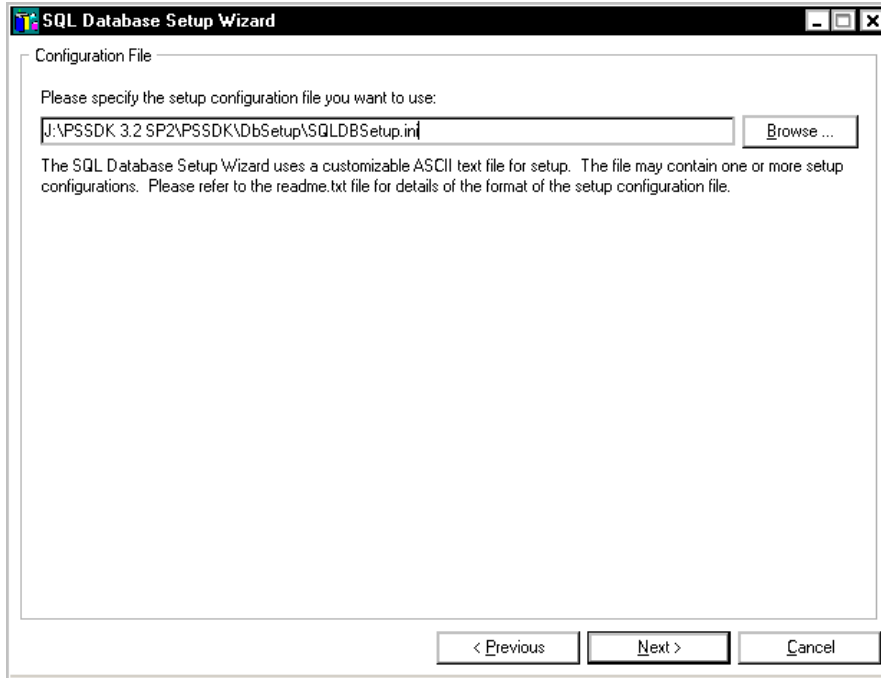 SQL Database Setup Wizard
Configuration File
Please specify the setup configuration file you want to use:
J:\PSSDK 3.2 SP2\PSSDK\DbSetup\SQLDBSetup.ini
Browse ...
The SQL Database Setup Wizard uses a customizable ASCII text file for setup.  The file may contain one or more setup
configurations.  Please refer to the readme.txt file for details of the format of the setup configuration file.
< Previous
Next >
Cancel